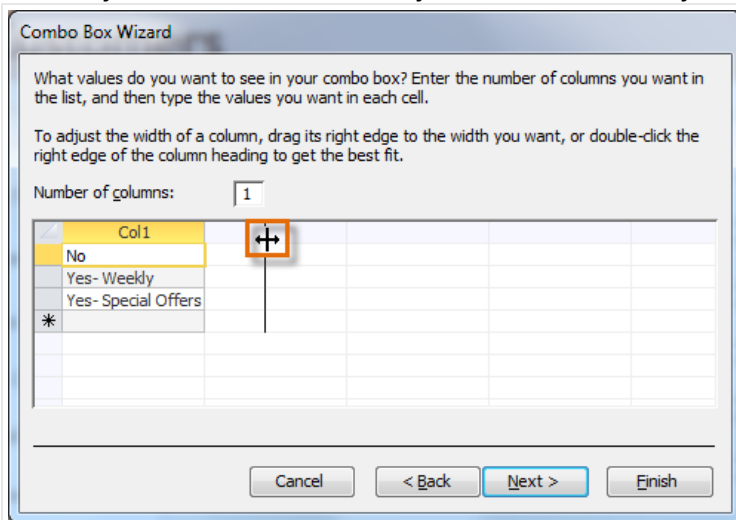 Combo Box Wizard
What values do you want to see in your combo box? Enter the number of columns you want in
the list, and then type the values you want in each cell.
To adjust the width of a column, drag its right edge to the width you want, or double-click the
right edge of the column heading to get the best fit.
Number of columns: 1
Col1
No
Yes- Weekly
Yes- Special Offers
*
Cancel < Back Next > Finish